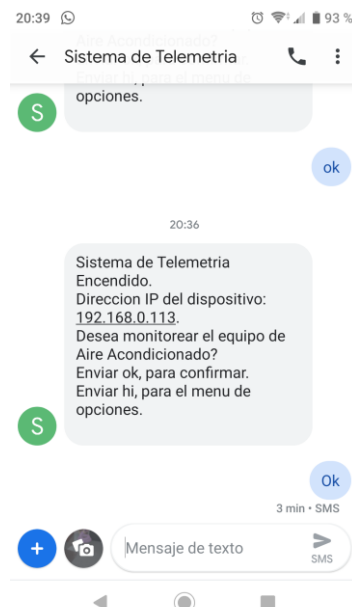 20:39 93 %
Sistema de Telemetria
Aire Acondicionado?
opciones.
S
ok
20:36
Sistema de Telemetria
Encendido.
Direccion IP del dispositivo:
192.168.0.113.
Desea monitorear el equipo de
Aire Acondicionado?
Enviar ok, para confirmar.
Enviar hi, para el menu de
opciones.
S
Ok
3 min • SMS
Mensaje de texto
SMS